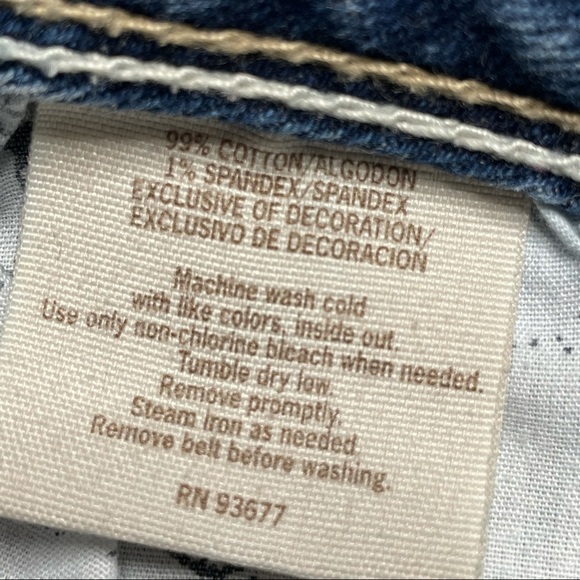 99% COTTON/ALGODON
1% SPANDEX/SPANDEX
EXCLUSIVE OF DECORATION/
EXCLUSIVO DE DECORACION
Machine wash cold
with like colors, inside out.
Use only non-chlorine bleach when needed.
Tumble dry low.
Remove promptly.
Steam iron as needed.
Remove belt before washing.
RN 93677